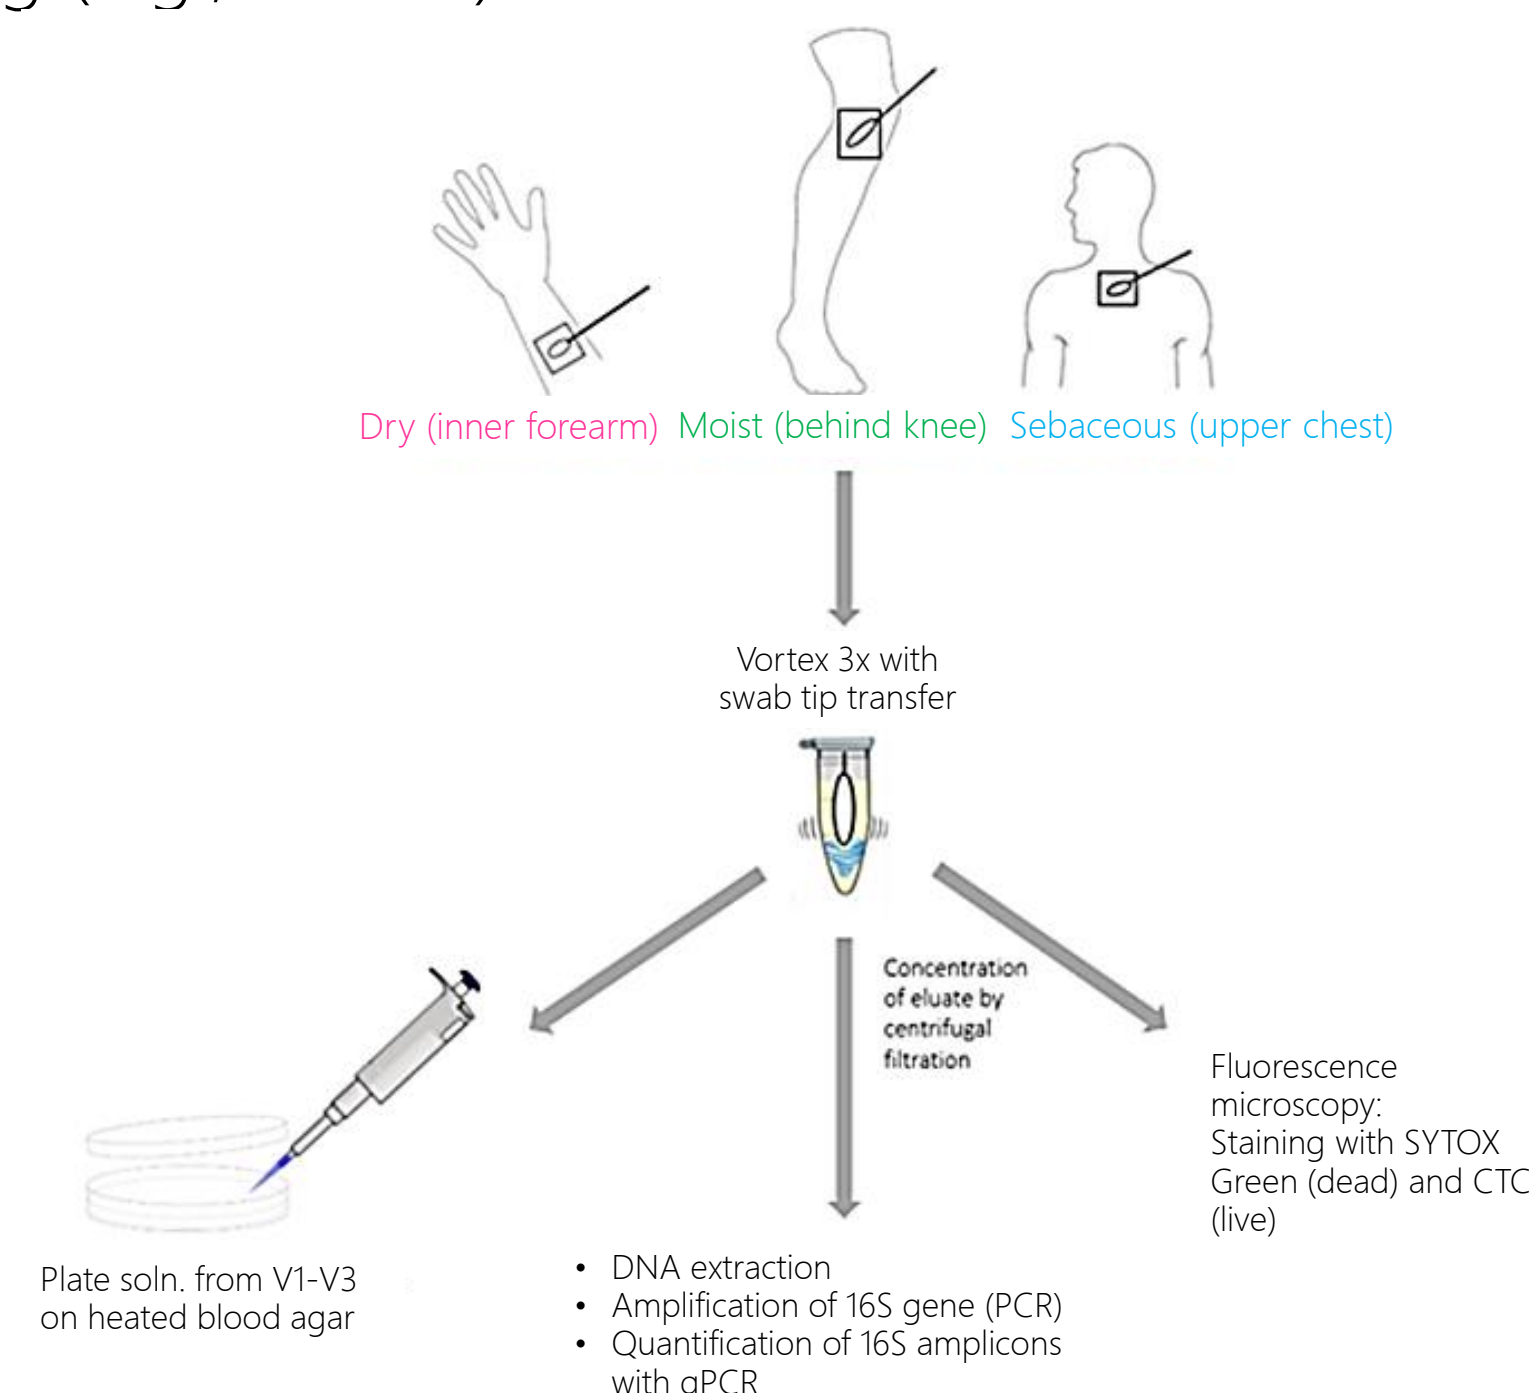 Dry (inner forearm) Moist (behind knee) Sebaceous (upper chest)
Vortex 3x with
swab tip transfer
Concentration
of eluate by
centrifugal
filtration
Fluorescence
microscopy:
Staining with SYTOX
Green (dead) and CTC
(live)
Plate soln. from V1-V3
on heated blood agar
• DNA extraction
• Amplification of 16S gene (PCR)
• Quantification of 16S amplicons
with qPCR